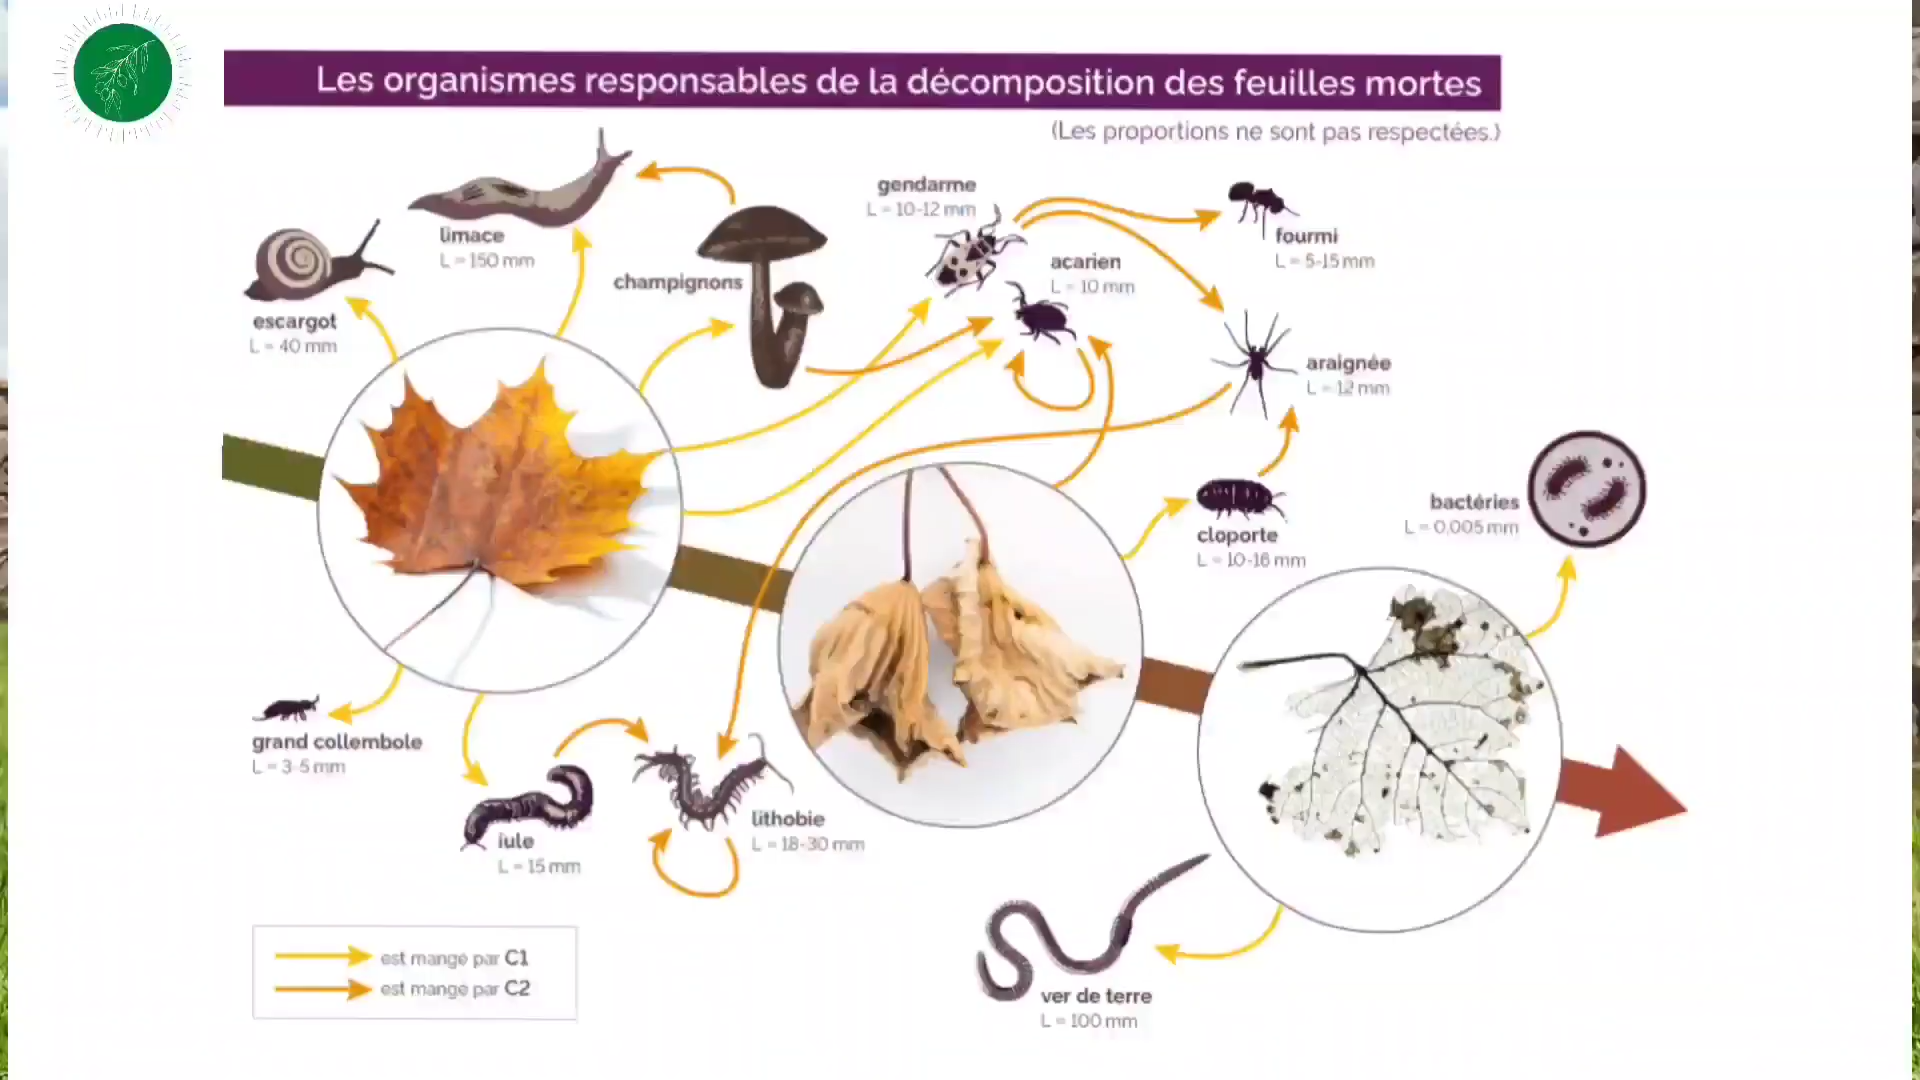 Les organismes responsables de la décomposition des feuilles mortes
(Les proportions ne sont pas respectées.)
gendarme
L = 10-12 mm
limace
L = 150 mm
fourmi
L = 5-15 mm
acarien
L = 10 mm
champignons
escargot
L = 40 mm
araignée
L = 12 mm
bactéries
L = 0,005 mm
cloporte
L = 10-16 mm
grand collembole
L = 3-5 mm
lithobie
L = 18-30 mm
iule
L = 15 mm
est mangé par C1
est mangé par C2
ver de terre
L = 100 mm